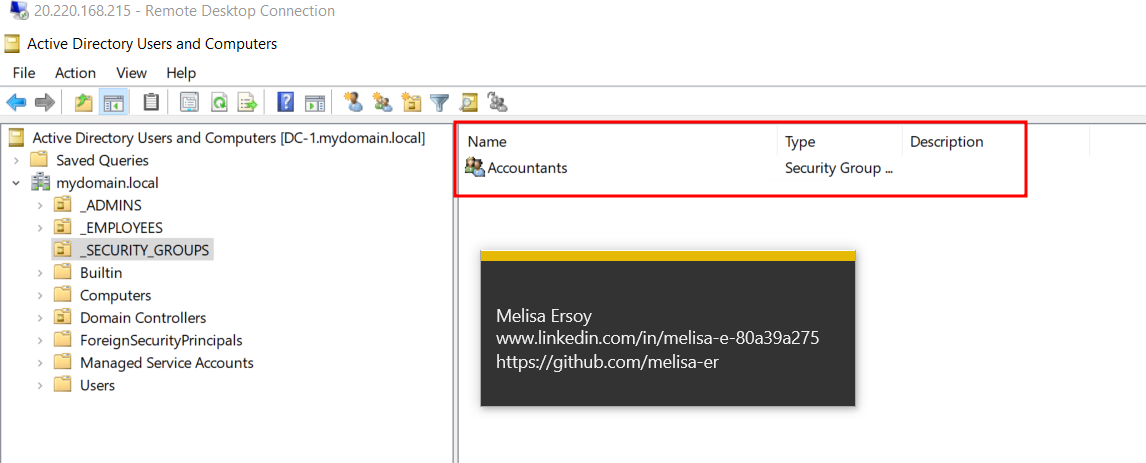 20.220.168.215 - Remote Desktop Connection
Active Directory Users and Computers
File Action View Help
Active Directory Users and Computers [DC-1.mydomain.local]
Saved Queries
mydomain.local
_ADMINS
_EMPLOYEES
_SECURITY_GROUPS
Builtin
Computers
Domain Controllers
ForeignSecurityPrincipals
Managed Service Accounts
Users
Name Type Description
Accountants Security Group ...
Melisa Ersoy
www.linkedin.com/in/melisa-e-80a39a275
https://github.com/melisa-er